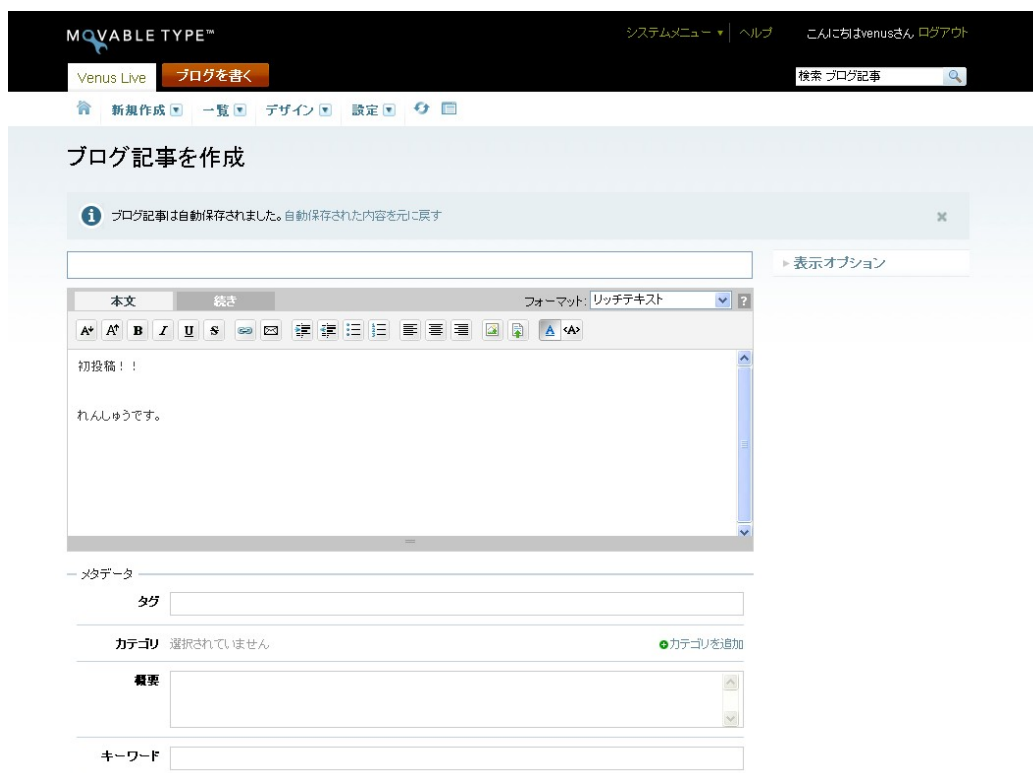 MOVABLE TYPE™
システムメニュー ヘルプ こんにちはvenusさん ログアウト
Venus Live ブログを書く 検索 ブログ記事
新規作成 一覧 デザイン 設定
ブログ記事を作成
ブログ記事は自動保存されました。自動保存された内容を元に戻す
表示オプション
本文 続き フォーマット: リッチテキスト ?
A A B I U S A <A>
初投稿！！
れんしゅうです。
メタデータ
タグ
カテゴリ 選択されていません カテゴリを追加
概要
キーワード